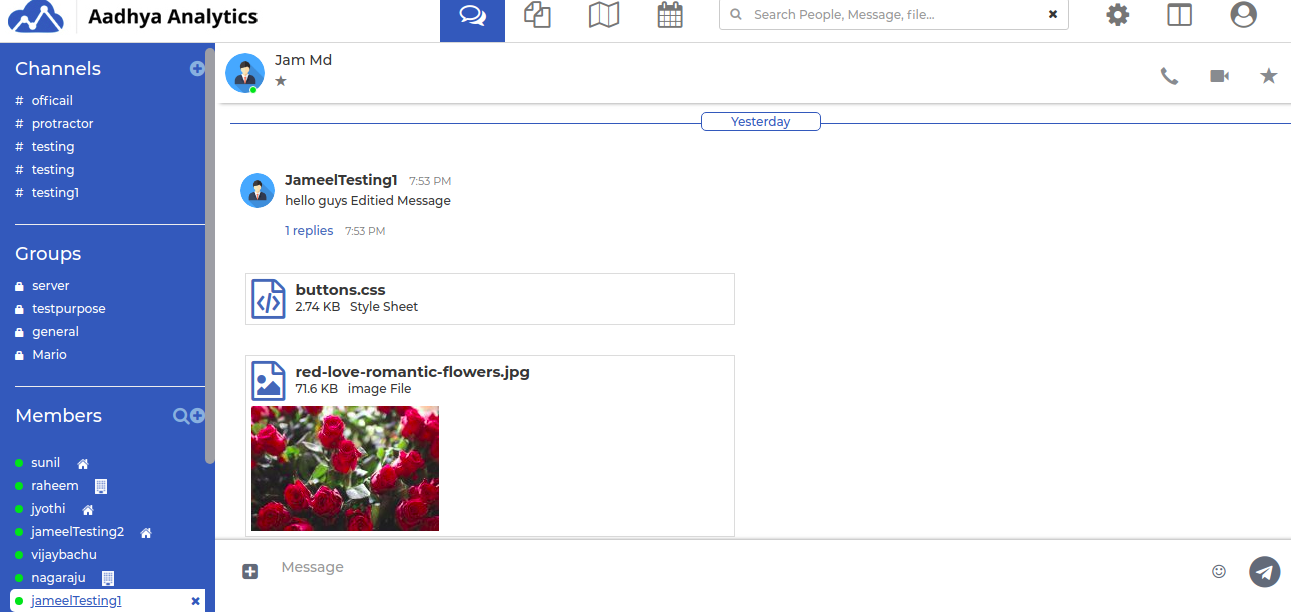 Aadhya Analytics
Search People, Message, file...
Channels
# officail
# protractor
# testing
# testing
# testing1
Groups
server
testpurpose
general
Mario
Members
sunil
raheem
jyothi
jameelTesting2
vijaybachu
nagaraju
jameelTesting1
Jam Md
Yesterday
JameelTesting1 7:53 PM
hello guys Editied Message
1 replies 7:53 PM
buttons.css
2.74 KB Style Sheet
red-love-romantic-flowers.jpg
71.6 KB image File
Message